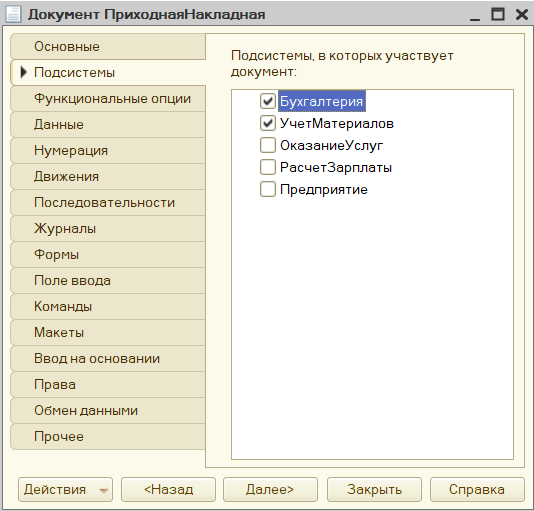 Документ ПриходнаяНакладная
Основные
Подсистемы
Функциональные опции
Данные
Нумерация
Движения
Последовательности
Журналы
Формы
Поле ввода
Команды
Макеты
Ввод на основании
Права
Обмен данными
Прочее
Подсистемы, в которых участвует
документ:
Бухгалтерия
УчетМатериалов
ОказаниеУслуг
РасчетЗарплаты
Предприятие
Действия
<Назад
Далее>
Закрыть
Справка